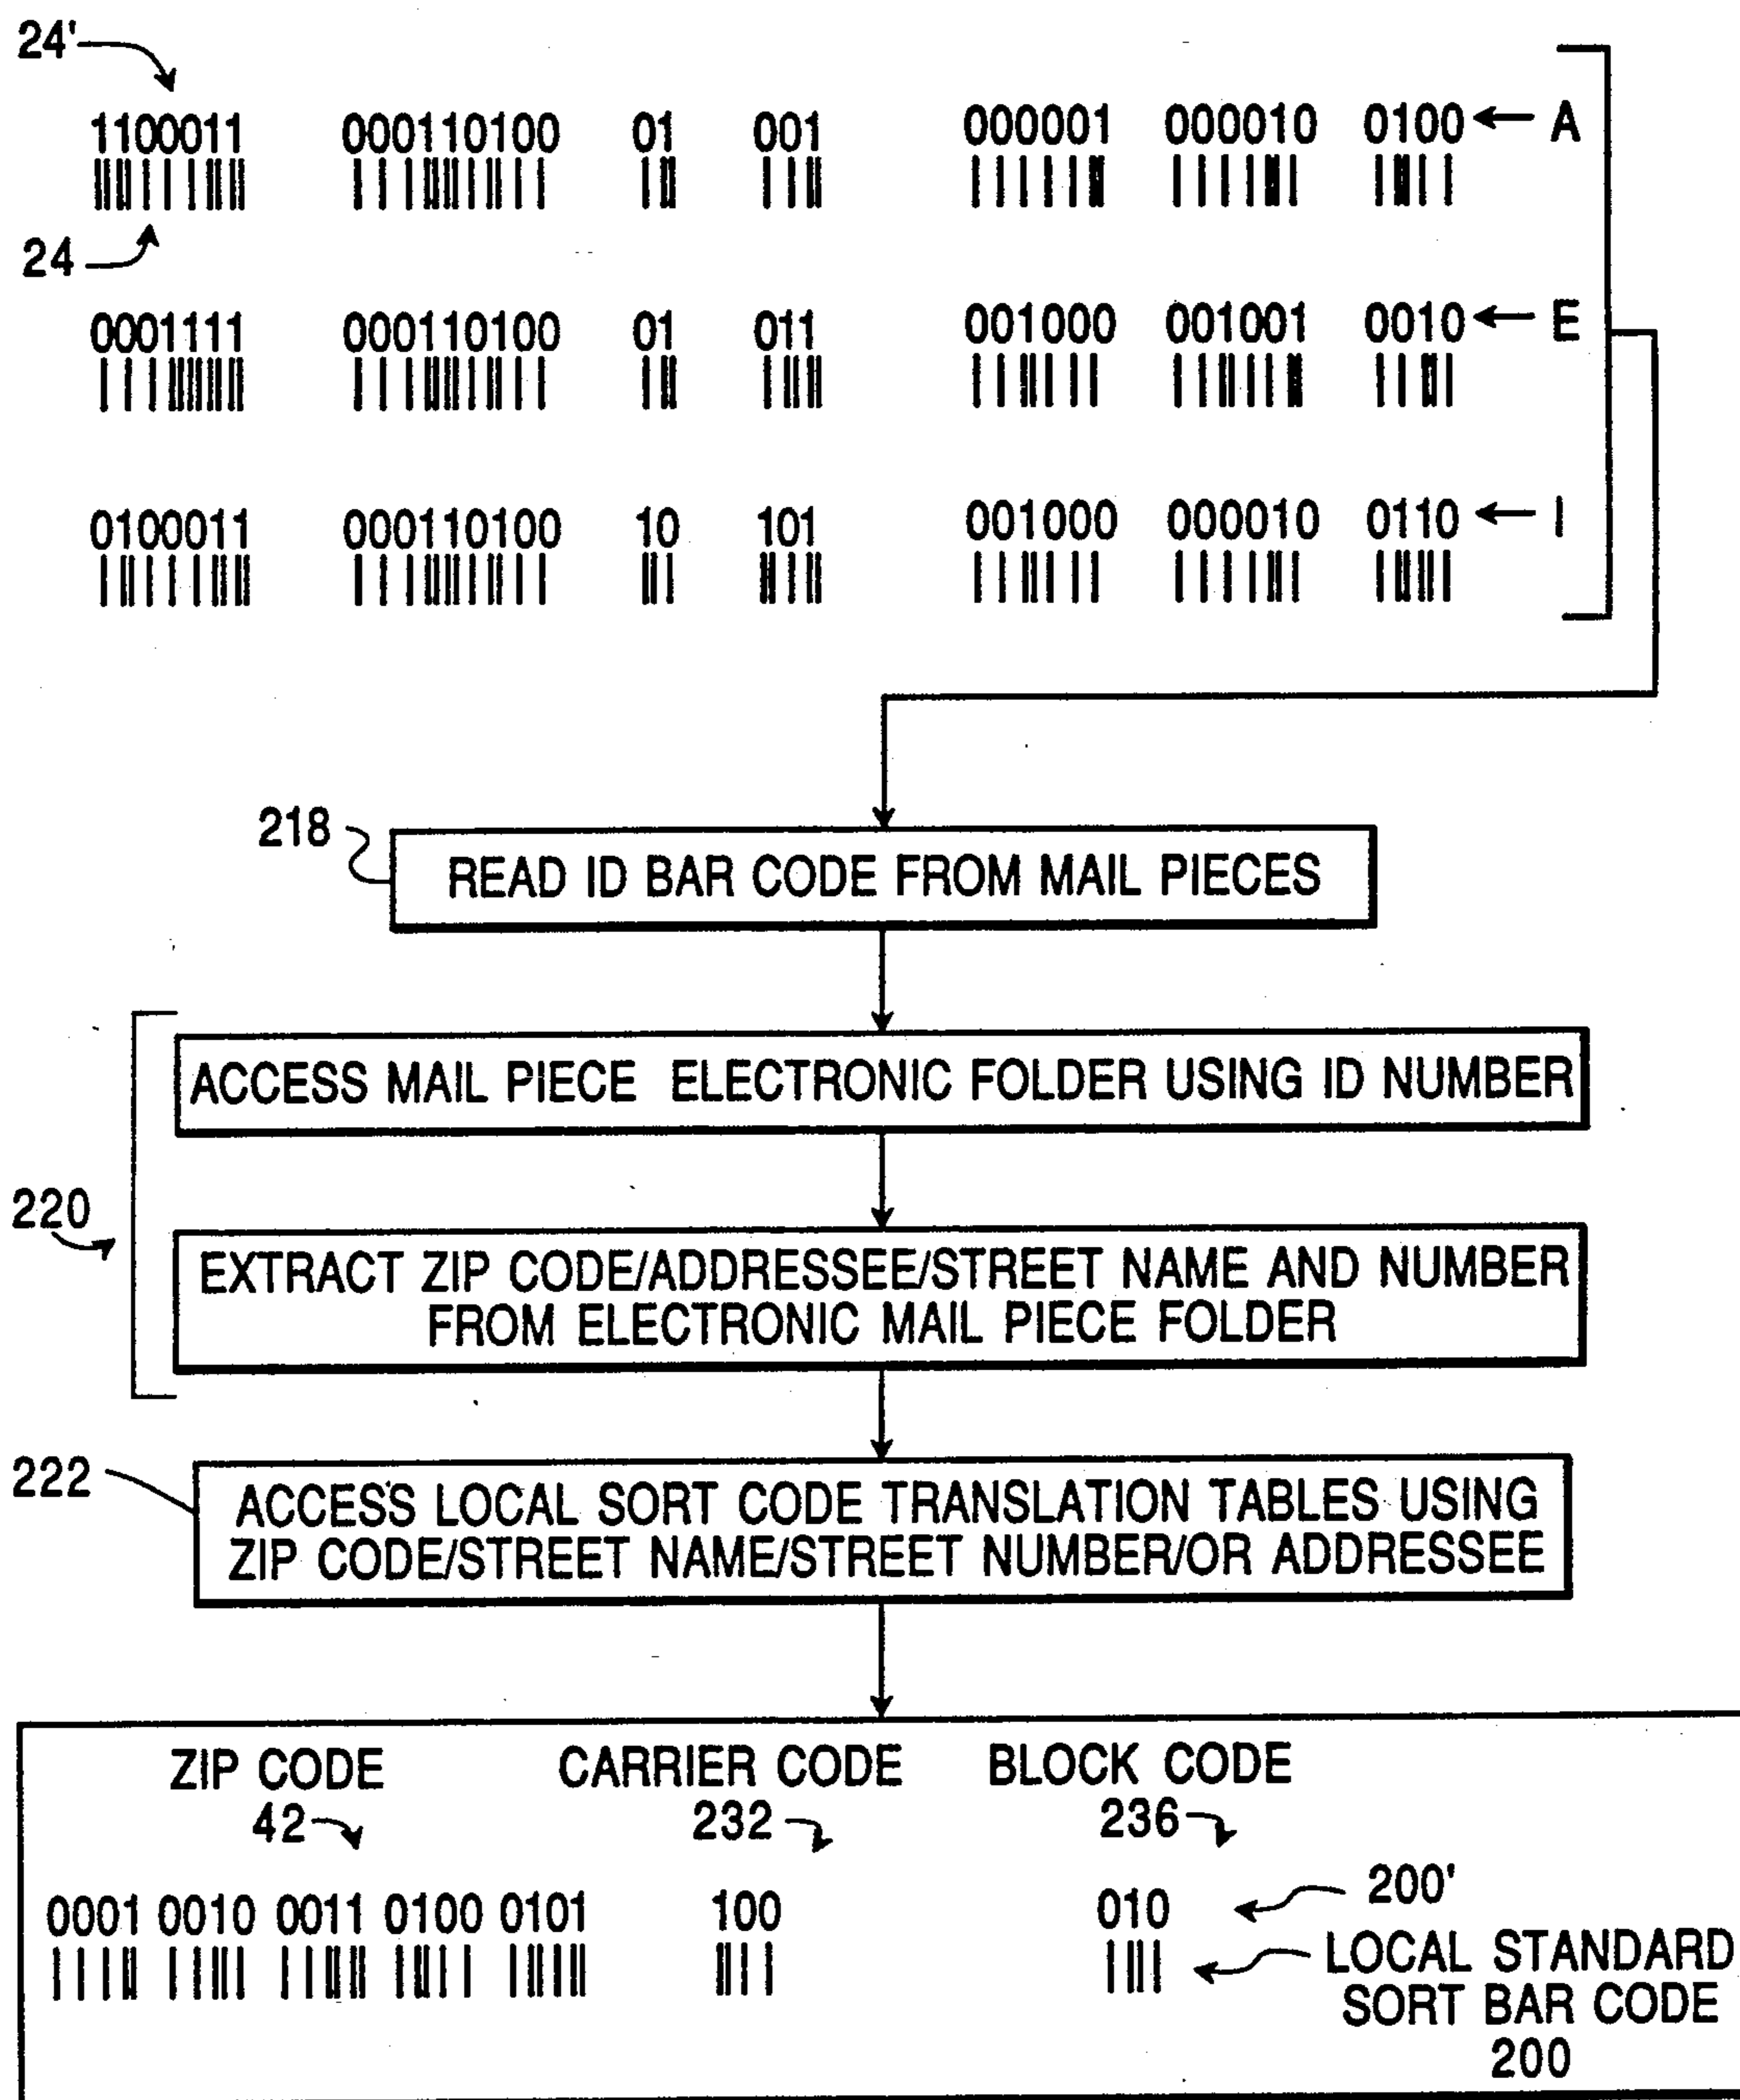 24'
1100011 000110100 01 001 000001 000010 0100 ← A
24
0001111 000110100 01 011 001000 001001 0010 ← E
0100011 000110100 10 101 001000 000010 0110 ← I
218
READ ID BAR CODE FROM MAIL PIECES
ACCESS MAIL PIECE ELECTRONIC FOLDER USING ID NUMBER
220
EXTRACT ZIP CODE/ADDRESSEE/STREET NAME AND NUMBER
FROM ELECTRONIC MAIL PIECE FOLDER
222
ACCESS LOCAL SORT CODE TRANSLATION TABLES USING
ZIP CODE/STREET NAME/STREET NUMBER/OR ADDRESSEE
ZIP CODE CARRIER CODE BLOCK CODE
42 232 236
0001 0010 0011 0100 0101 100 010 200'
LOCAL STANDARD
SORT BAR CODE
200